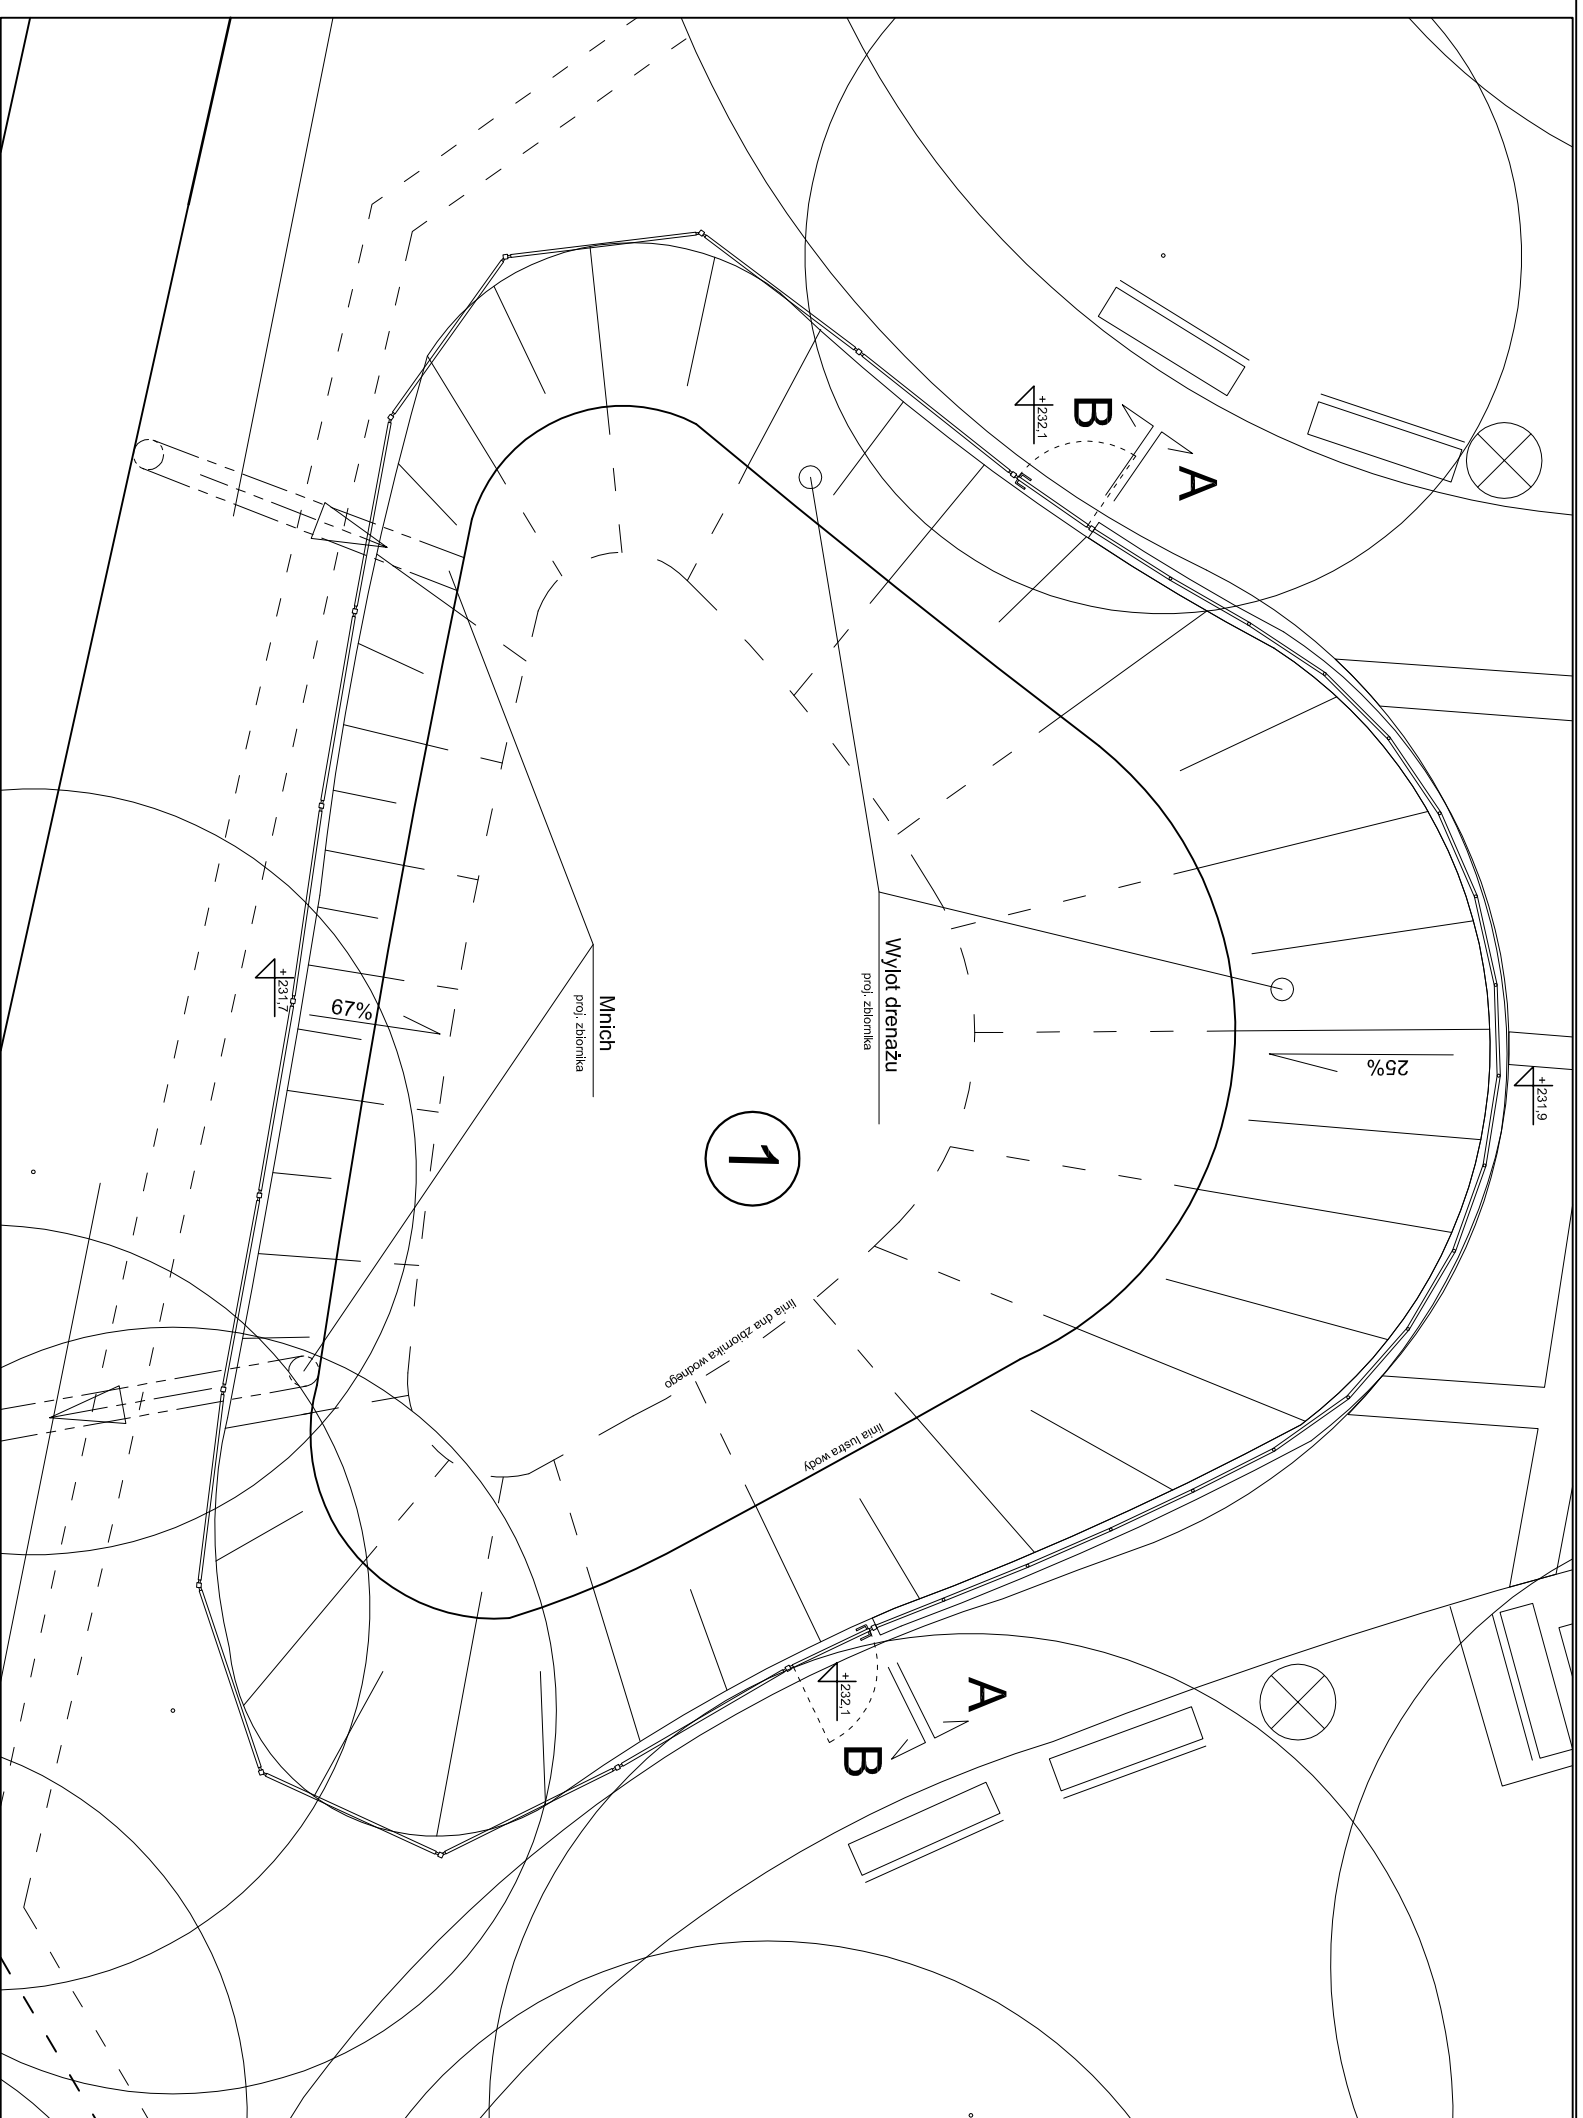 B
A
+232,1
+231,7
67%
Mnich
proj. zbiornika
Wylot drenażu
proj. zbiornika
25%
+231,9
1
linia dna zbiornika wodnego
linia lustra wody
+232,1
A
B